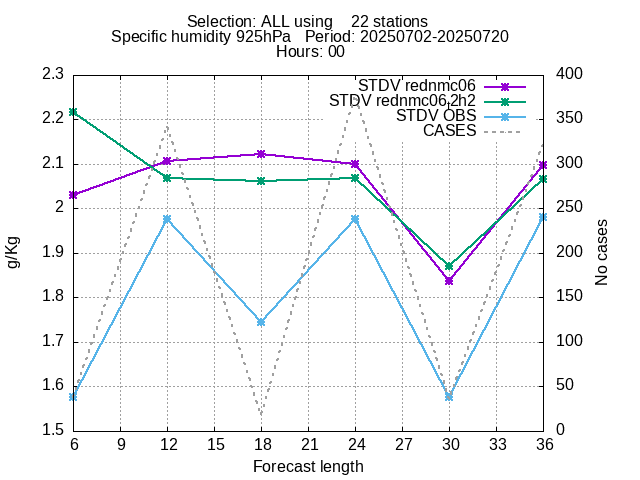 Selection: ALL using    22 stations
Specific humidity 925hPa   Period: 20250702-20250720
Hours: 00
STDV rednmc06
STDV rednmc06,2h2
STDV OBS
CASES
2.3
2.2
2.1
2
1.9
1.8
1.7
1.6
1.5
g/Kg
400
350
300
250
200
150
100
50
0
No cases
6 9 12 15 18 21 24 27 30 33 36
Forecast length